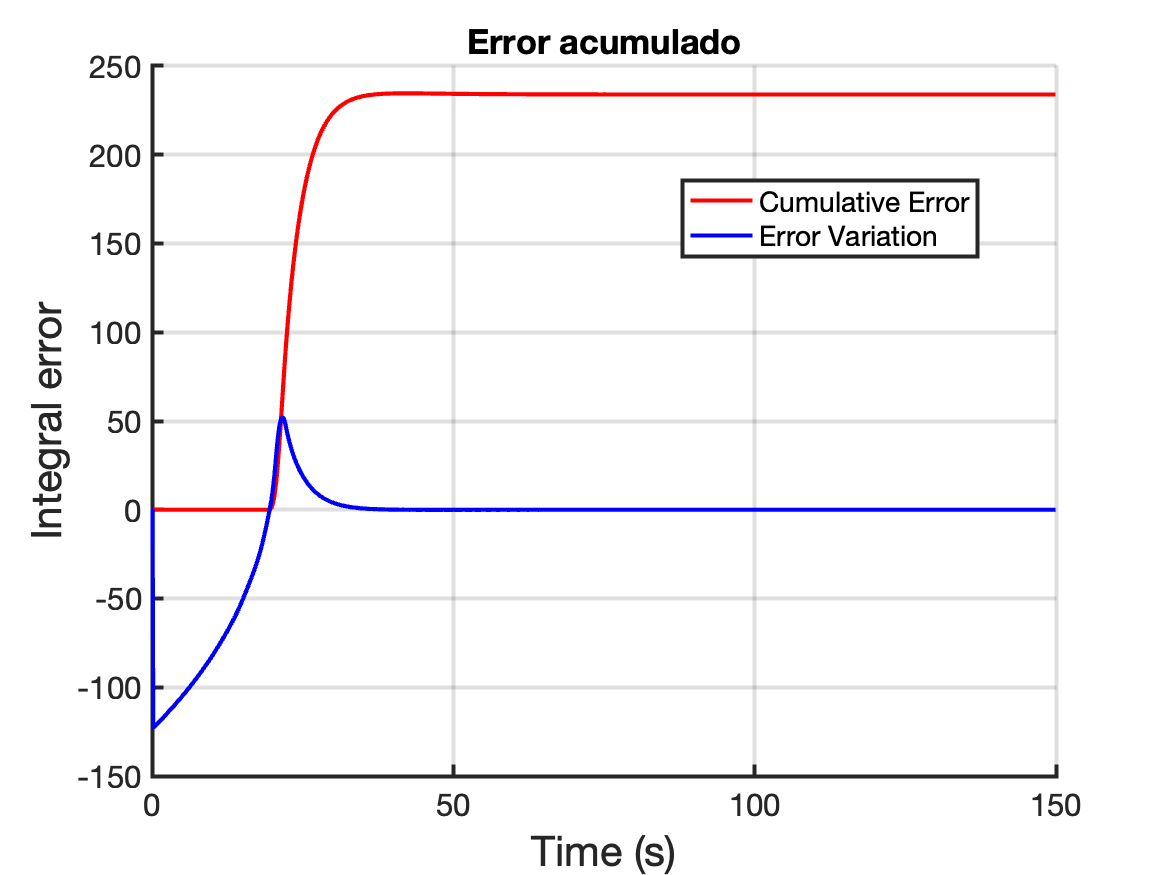 Error acumulado
250
200
150
100
50
0
-50
-100
-150
Integral error
Cumulative Error
Error Variation
0 50 100 150
Time (s)